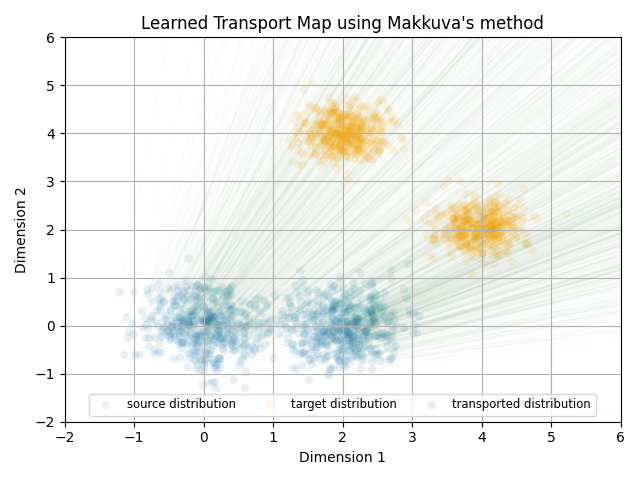 Learned Transport Map using Makkuva's method
6
5
4
3
2
1
0
−1
−2
Dimension 2
source distribution target distribution transported distribution
−2 −1 0 1 2 3 4 5 6
Dimension 1